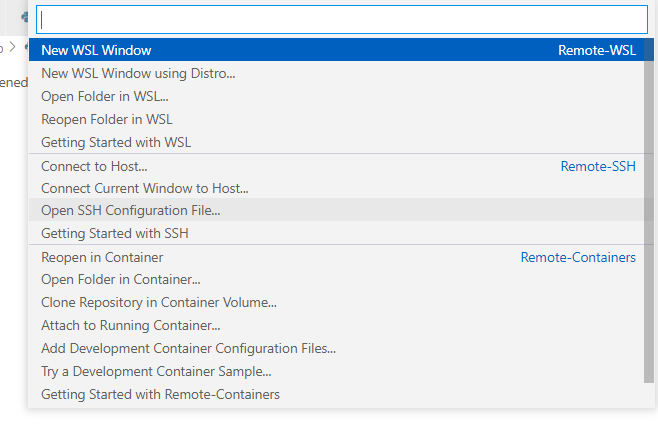 New WSL Window Remote-WSL
New WSL Window using Distro...
ened
Open Folder in WSL...
Reopen Folder in WSL
Getting Started with WSL
Connect to Host... Remote-SSH
Connect Current Window to Host...
Open SSH Configuration File...
Getting Started with SSH
Reopen in Container Remote-Containers
Open Folder in Container...
Clone Repository in Container Volume...
Attach to Running Container...
Add Development Container Configuration Files...
Try a Development Container Sample...
Getting Started with Remote-Containers